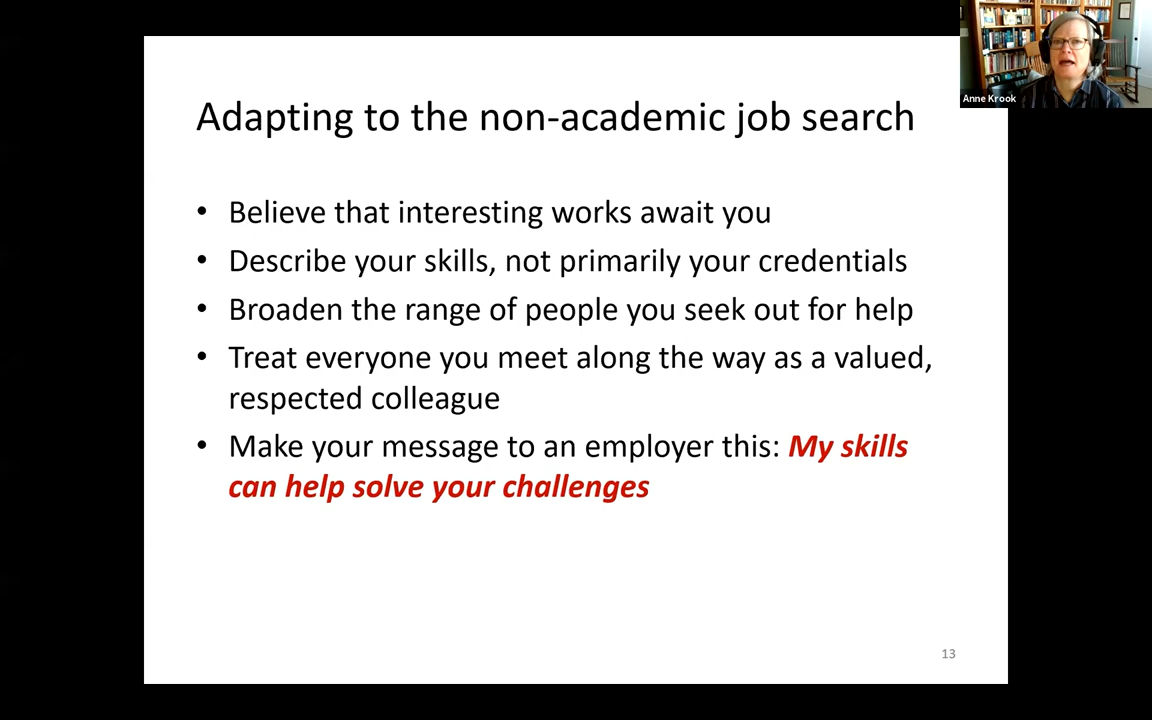 Anne Krook
Adapting to the non-academic job search
• Believe that interesting works await you
• Describe your skills, not primarily your credentials
• Broaden the range of people you seek out for help
• Treat everyone you meet along the way as a valued,
respected colleague
• Make your message to an employer this: My skills
can help solve your challenges
13